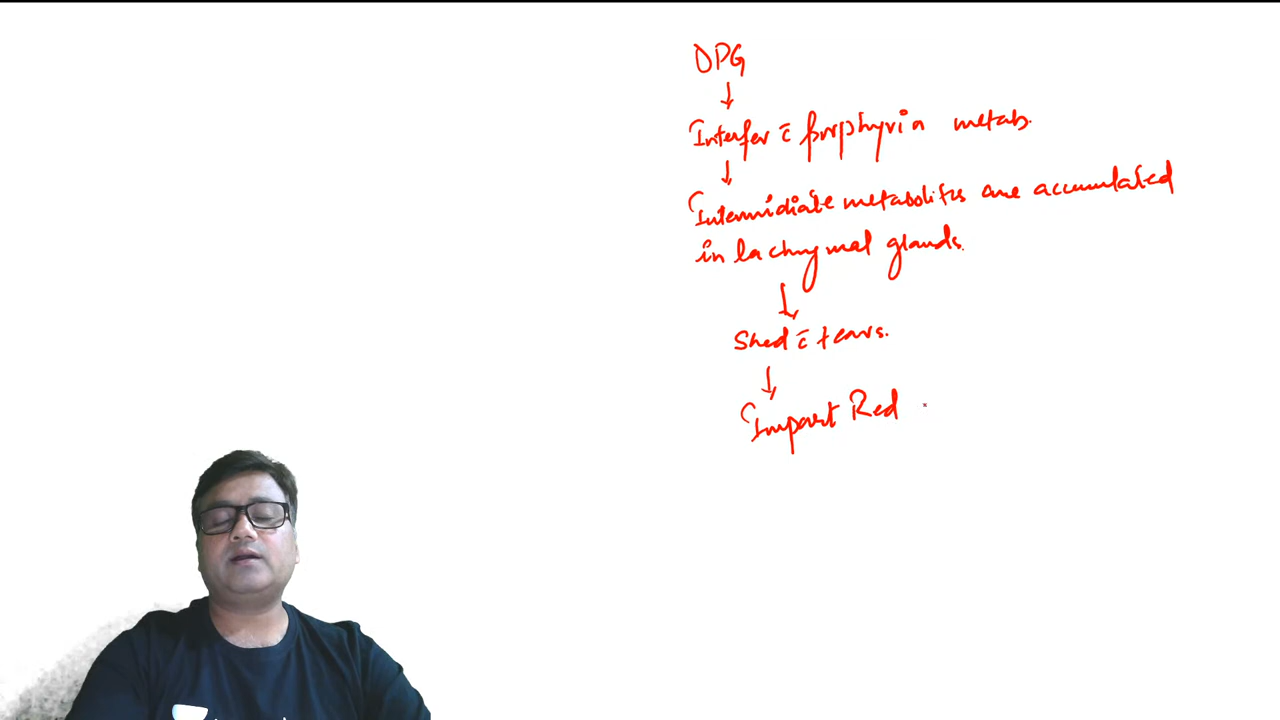 OPG
↓
Interfer c̄ porphyrin metab.
↓
Intermidiate metabolites are accumulated
in lachrymal glands.
↓
Shed c̄ tears.
↓
Impart Red